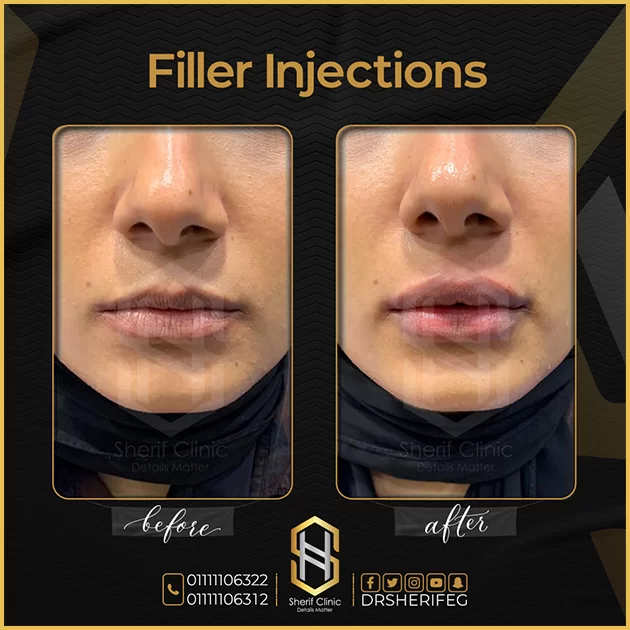 Filler Injections
Sherif Clinic
Details Matter
Sherif Clinic
Details Matter
before
after
01111106322
01111106312
Sherif Clinic
Details Matter
DRSHERIFEG